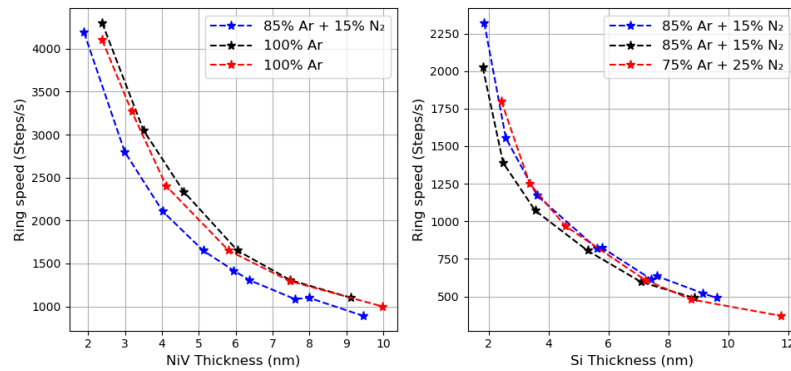 85% Ar + 15% N₂
100% Ar
100% Ar
4000
3500
3000
2500
2000
1500
1000
Ring speed (Steps/s)
2 3 4 5 6 7 8 9 10
NiV Thickness (nm)
85% Ar + 15% N₂
85% Ar + 15% N₂
75% Ar + 25% N₂
2250
2000
1750
1500
1250
1000
750
500
Ring speed (Steps/s)
2 4 6 8 10 12
Si Thickness (nm)